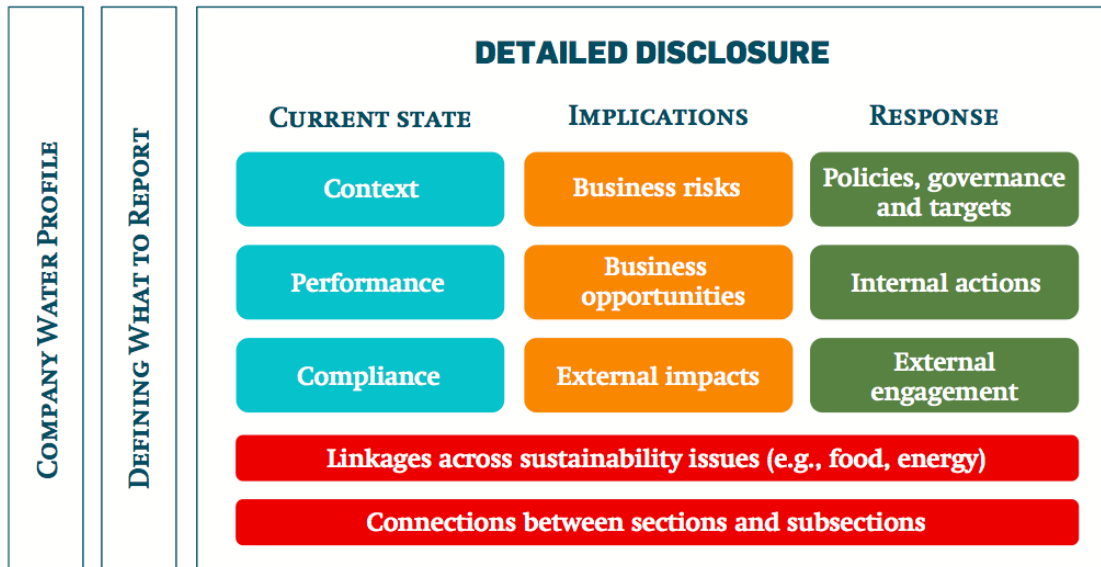 COMPANY WATER PROFILE
DEFINING WHAT TO REPORT
DETAILED DISCLOSURE
CURRENT STATE
IMPLICATIONS
RESPONSE
Context
Business risks
Policies, governance
and targets
Performance
Business
opportunities
Internal actions
Compliance
External impacts
External
engagement
Linkages across sustainability issues (e.g., food, energy)
Connections between sections and subsections